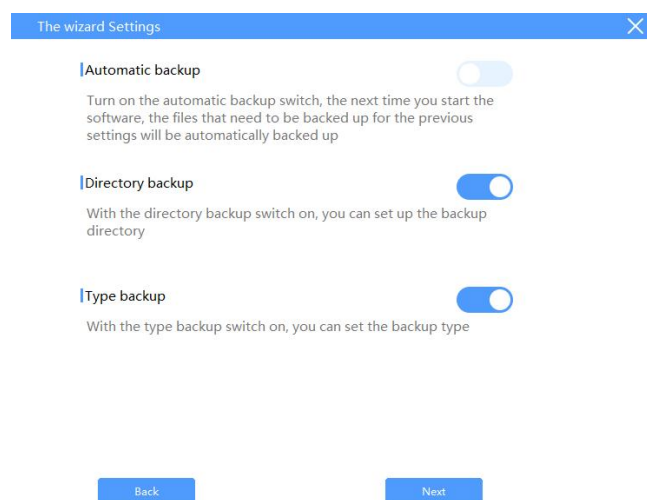 The wizard Settings
Automatic backup
Turn on the automatic backup switch, the next time you start the
software, the files that need to be backed up for the previous
settings will be automatically backed up
Directory backup
With the directory backup switch on, you can set up the backup
directory
Type backup
With the type backup switch on, you can set the backup type
Back
Next